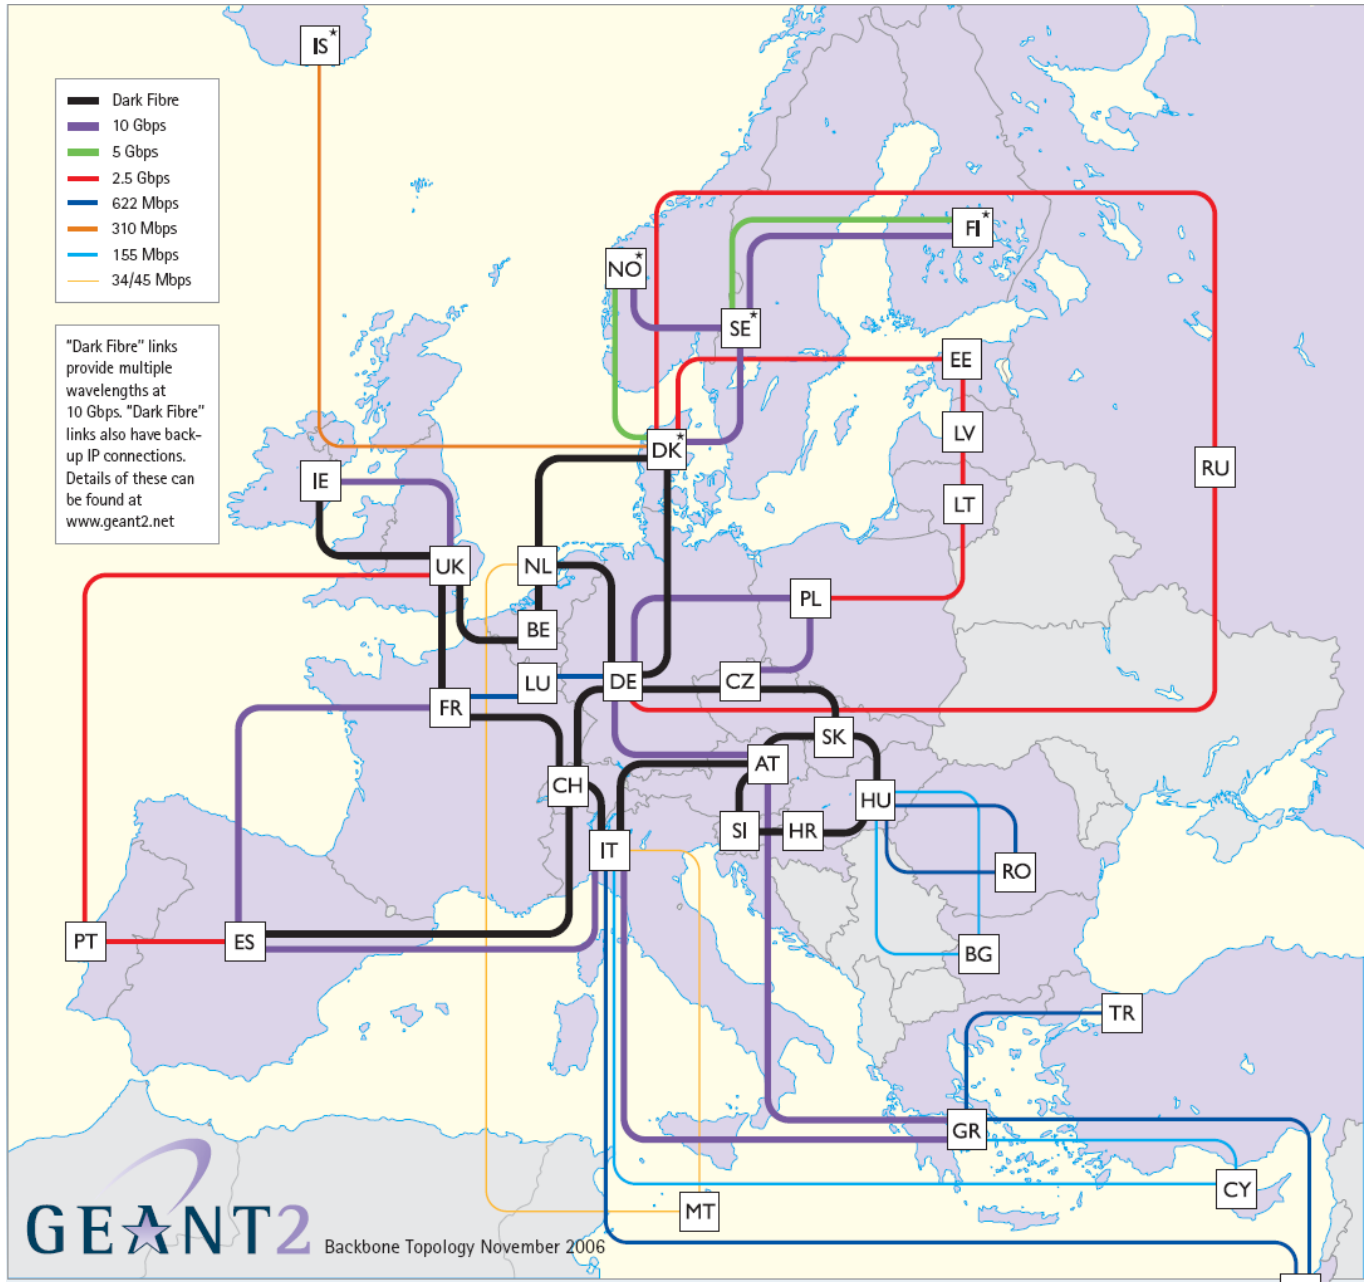 IS*
Dark Fibre
10 Gbps
5 Gbps
2.5 Gbps
622 Mbps
310 Mbps
155 Mbps
34/45 Mbps
"Dark Fibre" links
provide multiple
wavelengths at
10 Gbps. "Dark Fibre"
links also have back-
up IP connections.
Details of these can
be found at
www.geant2.net
FI*
NO*
SE*
EE
LV
DK*
RU
IE
LT
UK
NL
PL
BE
LU
DE
CZ
FR
SK
AT
CH
HU
SI
HR
IT
RO
PT
ES
BG
TR
GR
CY
MT
GEANT2
Backbone Topology November 2006